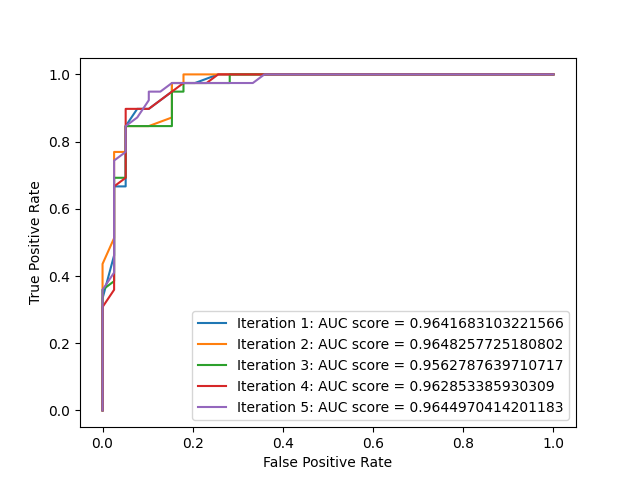 1.0
0.8
0.6
0.4
0.2
0.0
True Positive Rate
Iteration 1: AUC score = 0.9641683103221566
Iteration 2: AUC score = 0.9648257725180802
Iteration 3: AUC score = 0.9562787639710717
Iteration 4: AUC score = 0.962853385930309
Iteration 5: AUC score = 0.9644970414201183
0.0 0.2 0.4 0.6 0.8 1.0
False Positive Rate